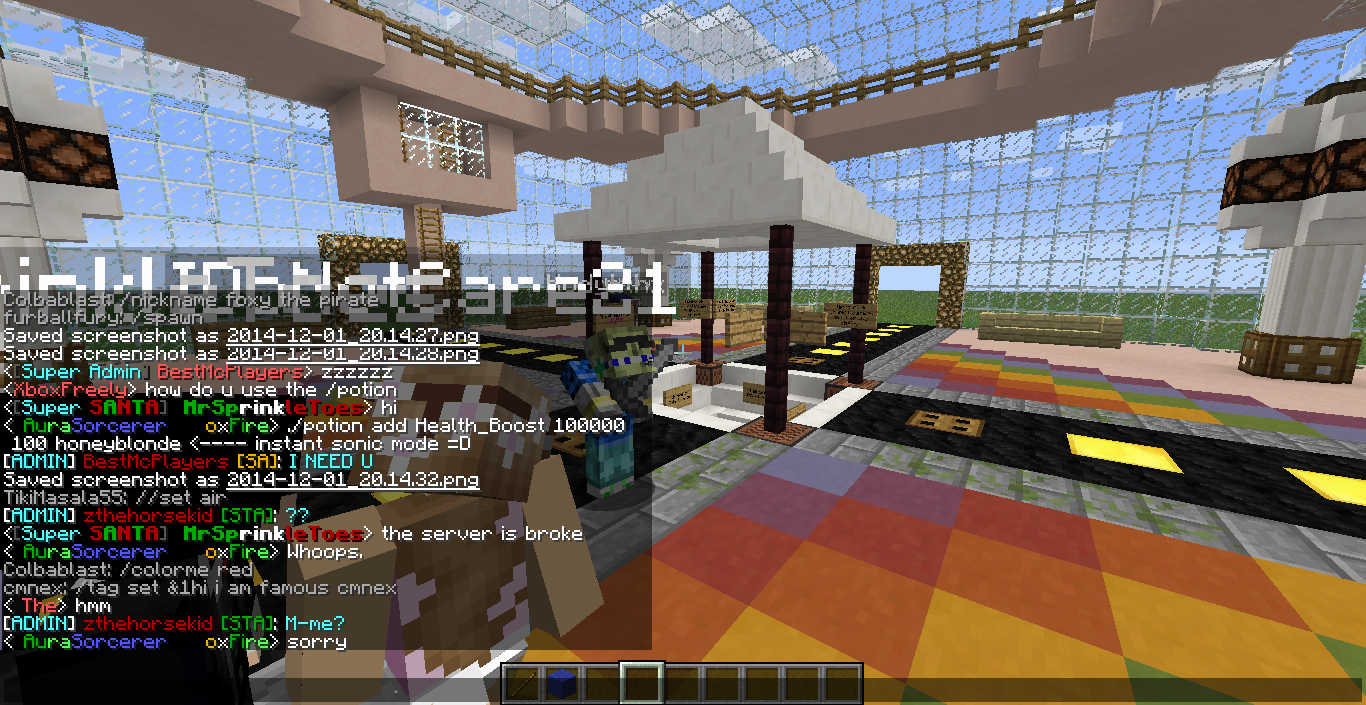 Colbablast: /nickname foxy the pirate
furballfury: /spawn
Saved screenshot as 2014-12-01_20.14.27.png
Saved screenshot as 2014-12-01_20.14.28.png
<[Super Admin] BestMcPlayers> zzzzzz
<XboxFreely> how do u use the /potion
<[Super SANTA] MrSprinkleToes> hi
< AuraSorcerer oxFire> ./potion add Health_Boost 100000
100 honeyblonde <---- instant sonic mode =D
[ADMIN] BestMcPlayers [SA]: I NEED U
Saved screenshot as 2014-12-01_20.14.32.png
TikiMasala55: //set air
[ADMIN] zthehorsekid [STA]: ??
<[Super SANTA] MrSprinkleToes> the server is broke
< AuraSorcerer oxFire> Whoops.
Colbablast: /colorme red
cmnex: /tag set &1hi i am famous cmnex
< The> hmm
[ADMIN] zthehorsekid [STA]: M-me?
< AuraSorcerer oxFire> sorry